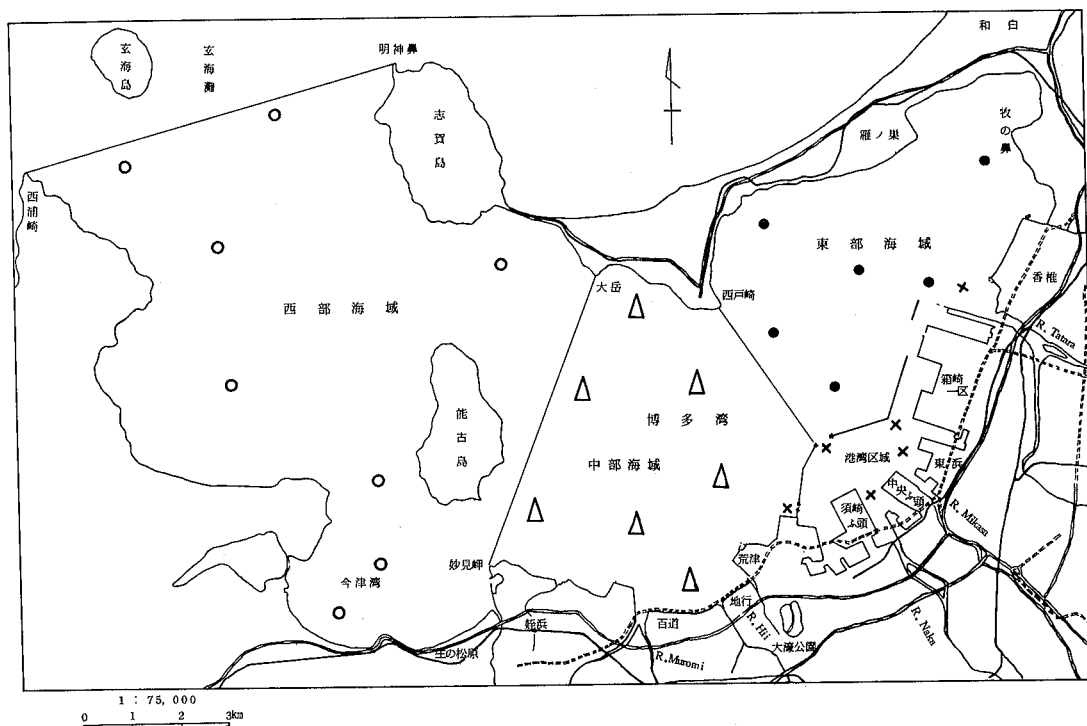 和白
玄海島
玄海灘
明神鼻
志賀島
牧の鼻
雁ノ巣
西浦崎
東部海域
香椎
大岳
西戸崎
西部海域
R. Tatara
箱崎一区
能古島
博多湾
中部海域
港湾区域
東浜
中央ふ頭
須崎ふ頭
R. Mikasa
荒津
妙見岬
今津湾
地行
百道
姪浜
生の松原
R. Muromi
R. Hii
大濠公園
R. Naka
1 : 75,000
0 1 2 3km